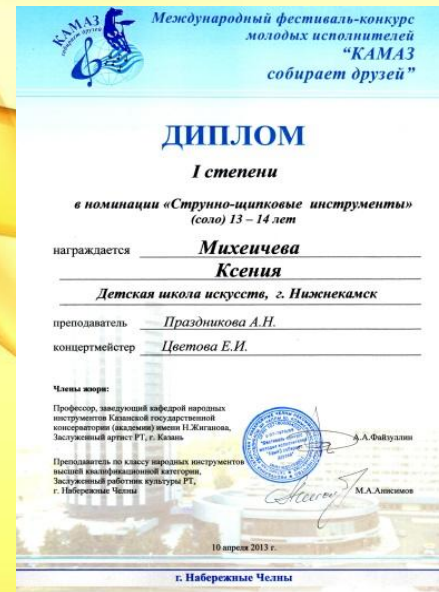 КАМАЗ
собирает друзей
Международный фестиваль-конкурс
молодых исполнителей
“КАМАЗ
собирает друзей”
ДИПЛОМ
I степени
в номинации «Струнно-щипковые инструменты»
(соло) 13 – 14 лет
награждается Михеичева
Ксения
Детская школа искусств, г. Нижнекамск
преподаватель Праздникова А.Н.
концертмейстер Цветова Е.И.
Члены жюри:
Профессор, заведующий кафедрой народных
инструментов Казанской государственной
консерватории (академии) имени Н.Жиганова,
Заслуженный артист РТ, г. Казань
А.А.Файзуллин
Преподаватель по классу народных инструментов
высшей квалификационной категории,
Заслуженный работник культуры РТ,
г. Набережные Челны
М.А.Анисимов
10 апреля 2013 г.
г. Набережные Челны